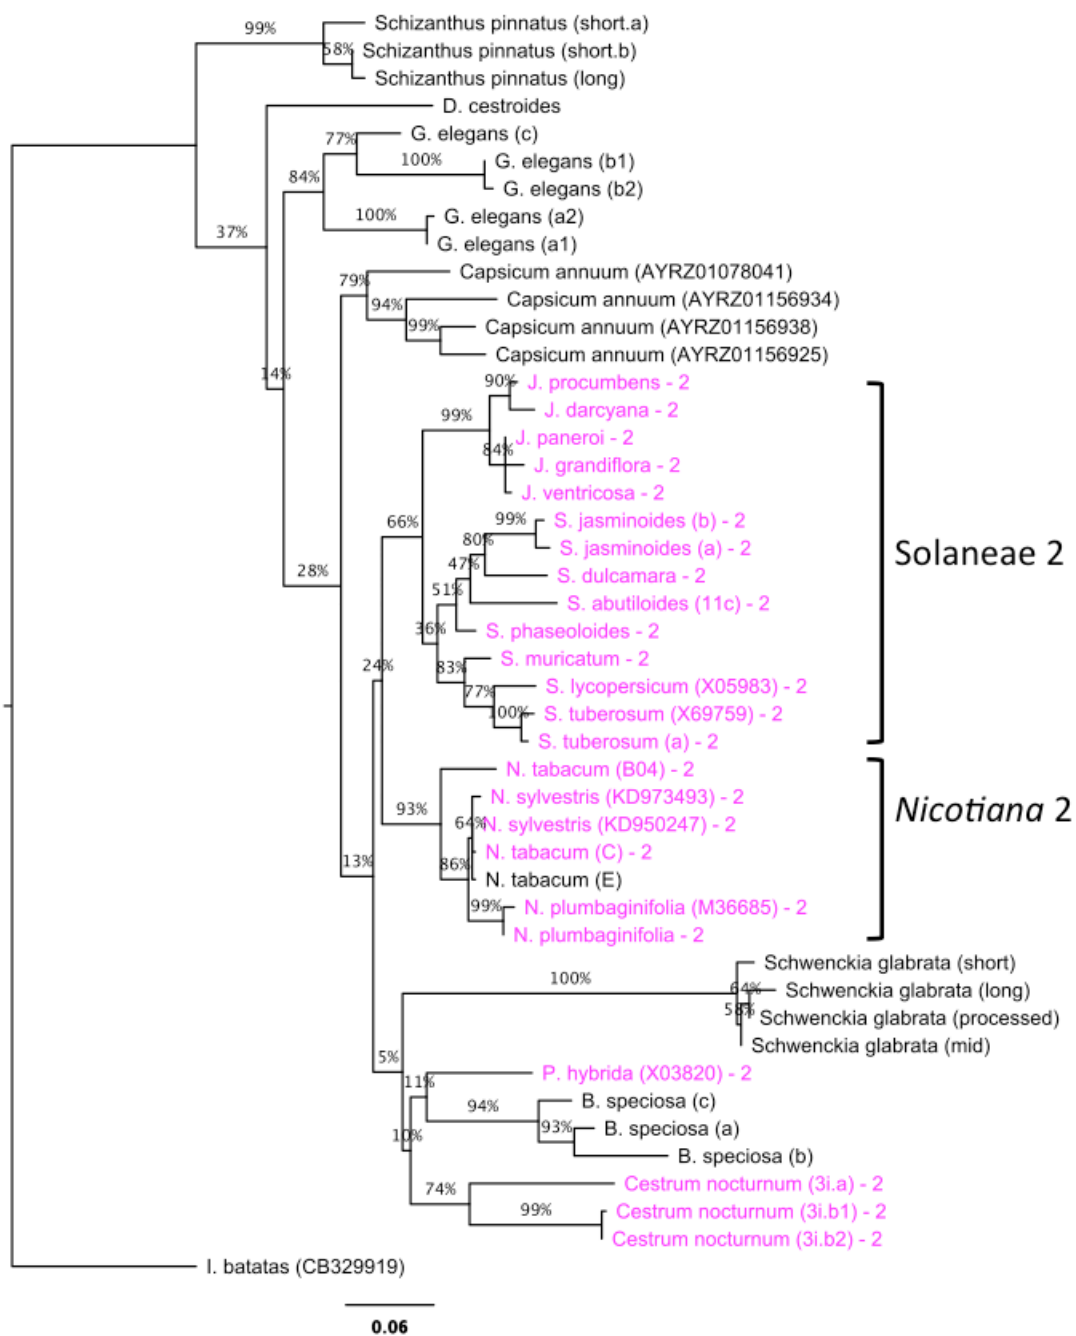 99%
Schizanthus pinnatus (short.a)
58%
Schizanthus pinnatus (short.b)
Schizanthus pinnatus (long)
D. cestroides
77%
G. elegans (c)
100%
G. elegans (b1)
84%
G. elegans (b2)
100%
G. elegans (a2)
37%
G. elegans (a1)
79%
Capsicum annuum (AYRZ01078041)
94%
Capsicum annuum (AYRZ01156934)
99%
Capsicum annuum (AYRZ01156938)
Capsicum annuum (AYRZ01156925)
14%
90%
J. procumbens - 2
99%
J. darcyana - 2
J. paneroi - 2
84%
J. grandiflora - 2
J. ventricosa - 2
66%
99%
S. jasminoides (b) - 2
80%
S. jasminoides (a) - 2
Solaneae 2
28%
47%
S. dulcamara - 2
51%
S. abutiloides (11c) - 2
36%
S. phaseoloides - 2
24%
83%
S. muricatum - 2
77%
S. lycopersicum (X05983) - 2
100%
S. tuberosum (X69759) - 2
S. tuberosum (a) - 2
N. tabacum (B04) - 2
93%
N. sylvestris (KD973493) - 2
Nicotiana 2
64%
N. sylvestris (KD950247) - 2
13%
86%
N. tabacum (C) - 2
N. tabacum (E)
99%
N. plumbaginifolia (M36685) - 2
N. plumbaginifolia - 2
100%
Schwenckia glabrata (short)
64%
Schwenckia glabrata (long)
58%
Schwenckia glabrata (processed)
Schwenckia glabrata (mid)
5%
P. hybrida (X03820) - 2
11%
94%
B. speciosa (c)
10%
93%
B. speciosa (a)
B. speciosa (b)
74%
Cestrum nocturnum (3i.a) - 2
99%
Cestrum nocturnum (3i.b1) - 2
Cestrum nocturnum (3i.b2) - 2
I. batatas (CB329919)
0.06